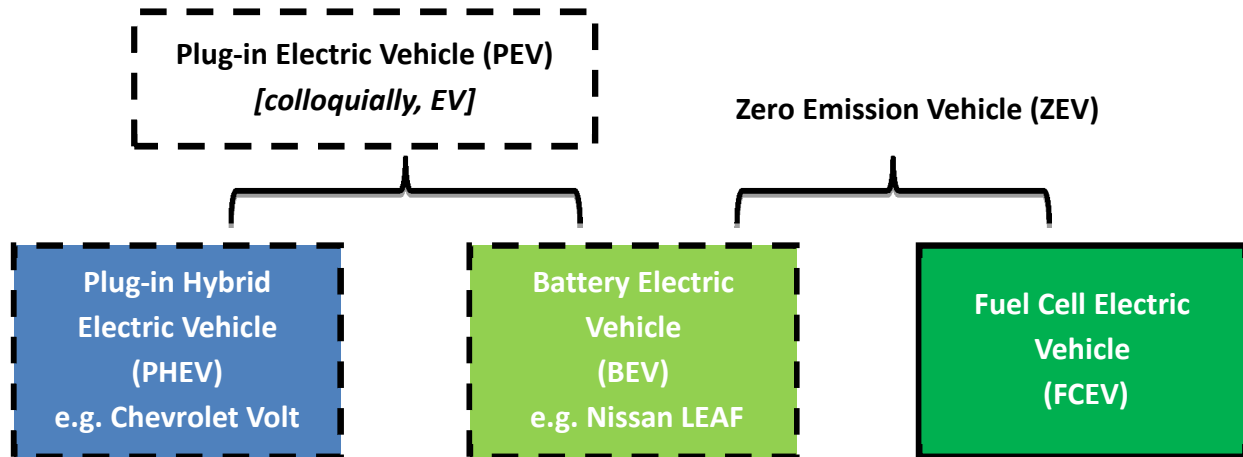 Plug-in Electric Vehicle (PEV)
[colloquially, EV]
Zero Emission Vehicle (ZEV)
Plug-in Hybrid
Electric Vehicle
(PHEV)
e.g. Chevrolet Volt
Battery Electric
Vehicle
(BEV)
e.g. Nissan LEAF
Fuel Cell Electric
Vehicle
(FCEV)